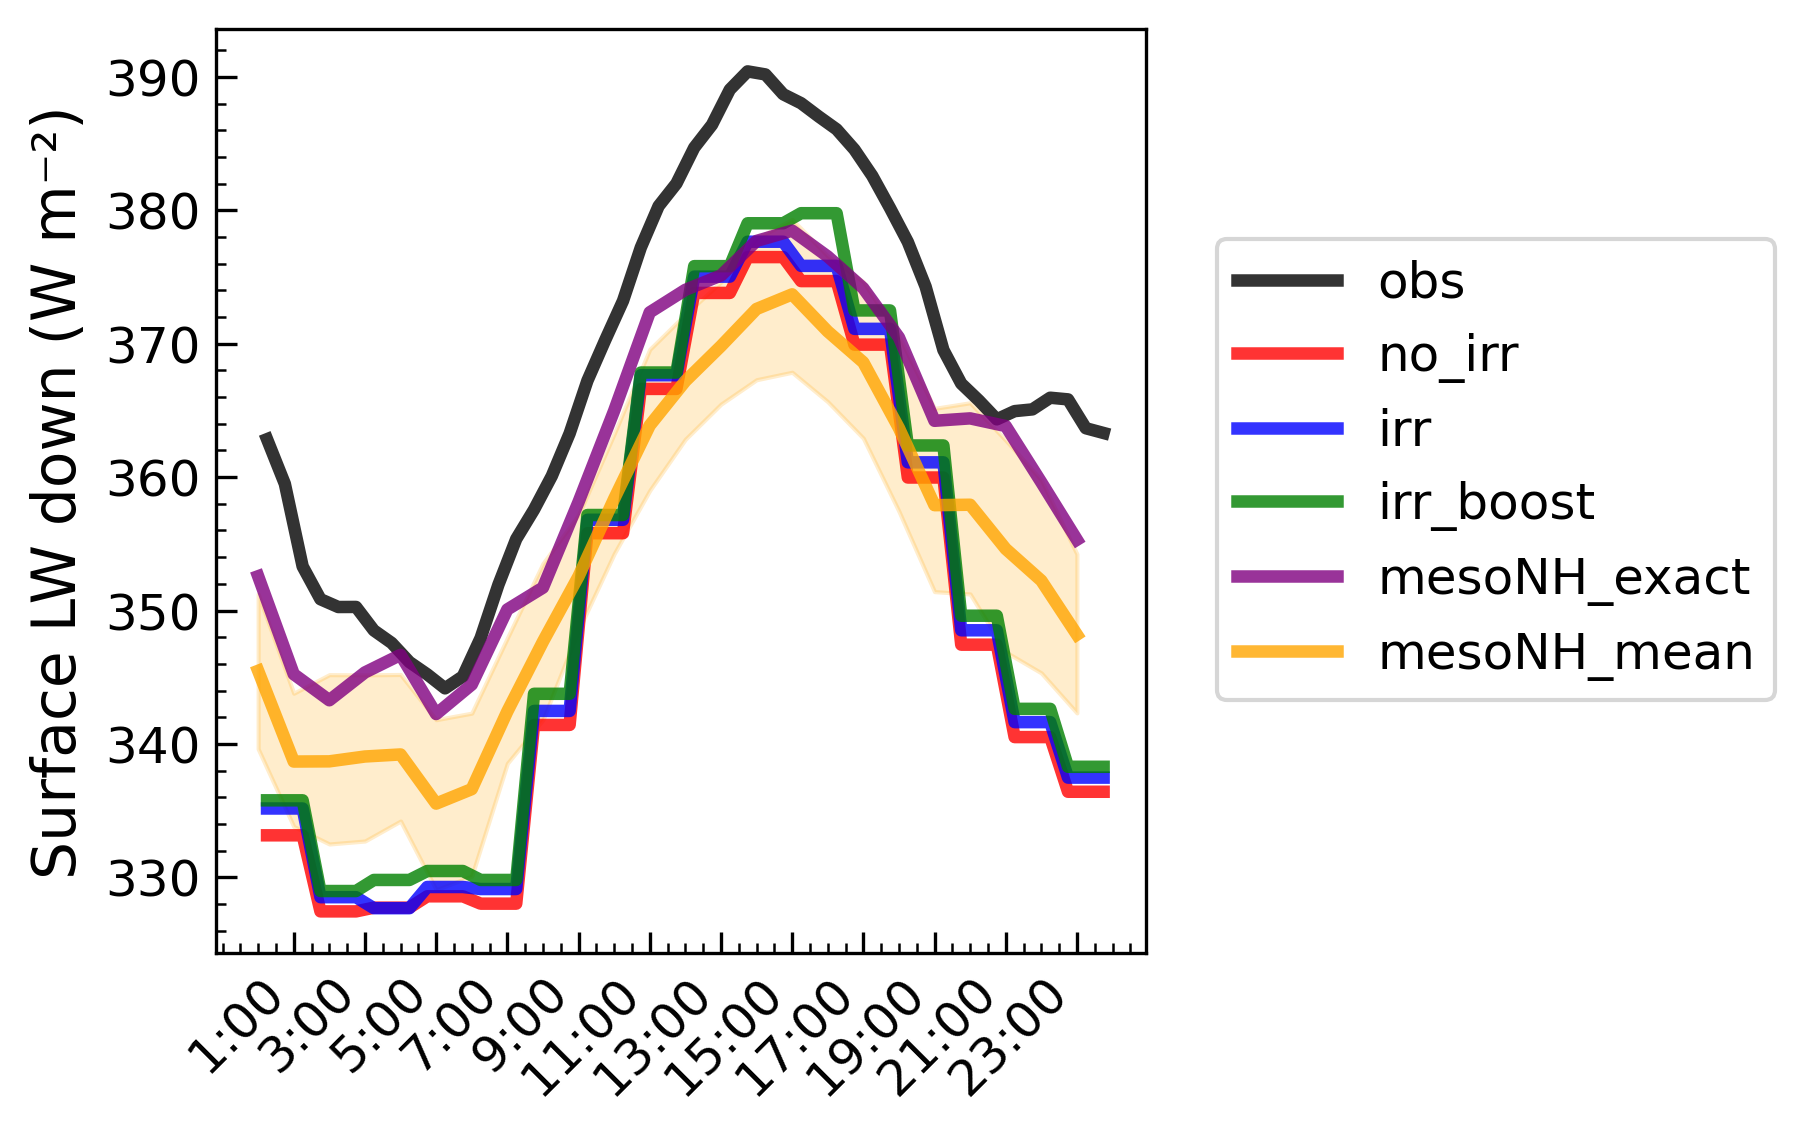 Surface LW down (W m⁻²)
390
380
370
360
350
340
330
1:00
3:00
5:00
7:00
9:00
11:00
13:00
15:00
17:00
19:00
21:00
23:00
obs
no_irr
irr
irr_boost
mesoNH_exact
mesoNH_mean